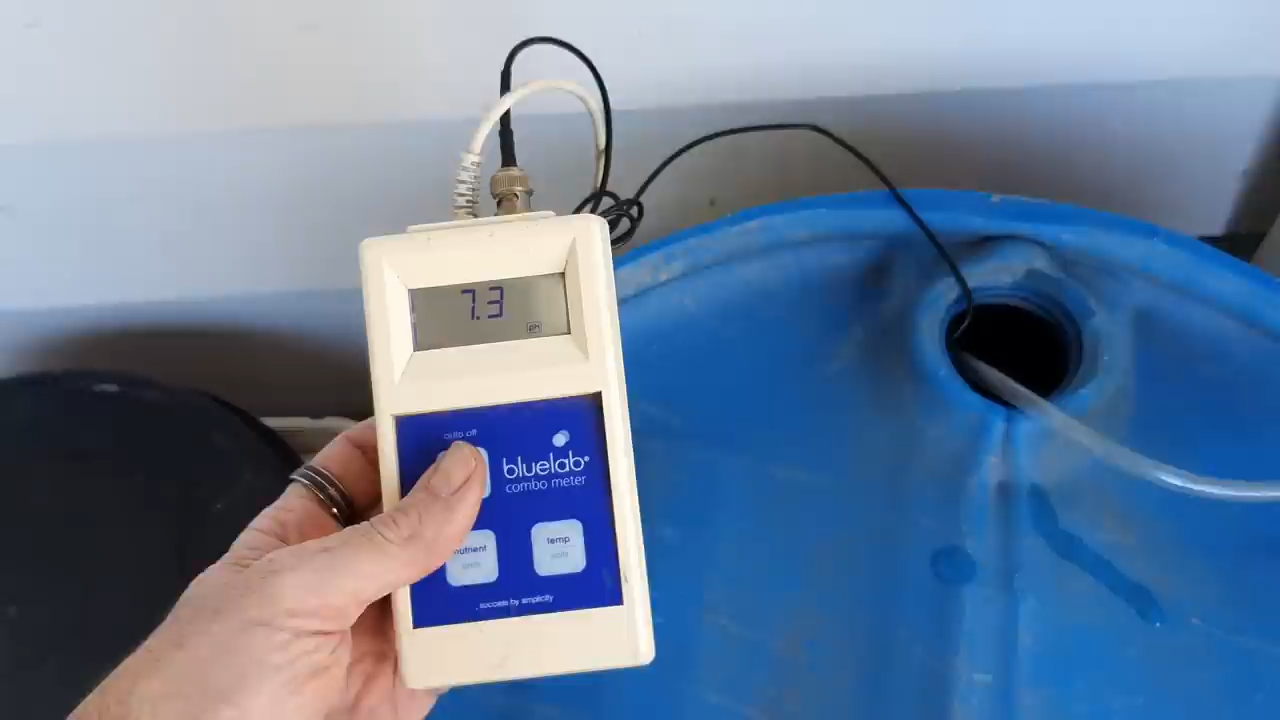 7.3
pH
auto off
bluelab®
combo meter
nutrient
temp
success by simplicity